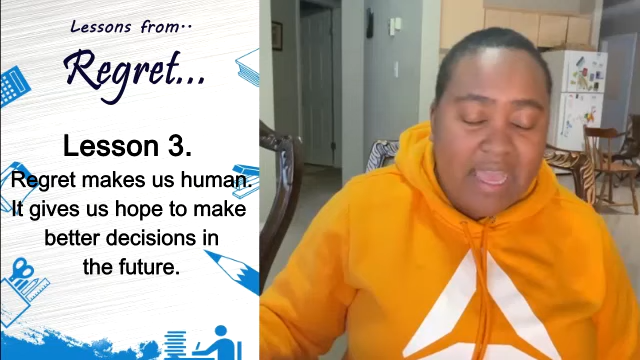 Lessons from..
Regret...
Lesson 3.
Regret makes us human.
It gives us hope to make
better decisions in
the future.